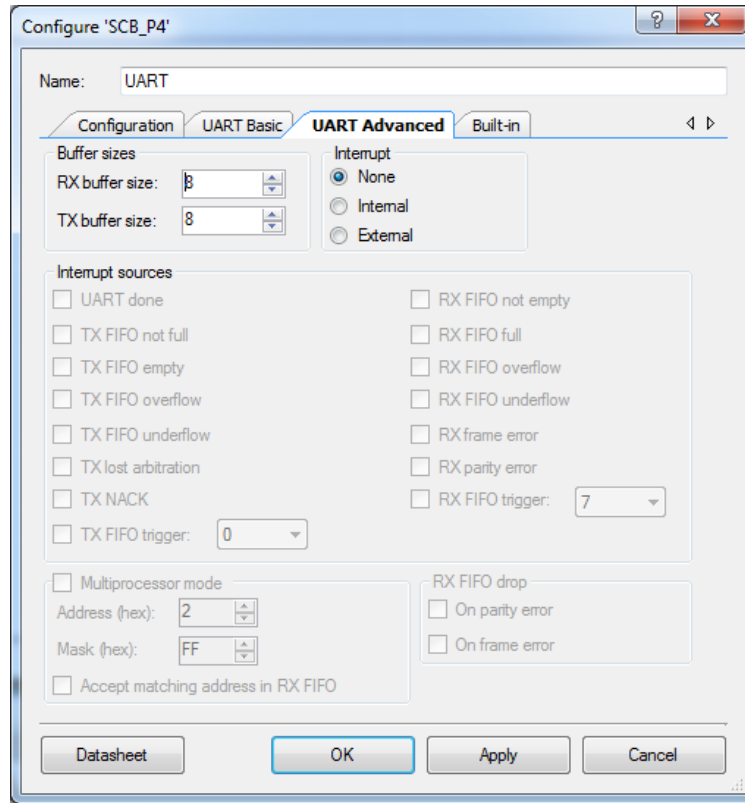 Configure 'SCB_P4'
Name: UART
Configuration UART Basic UART Advanced Built-in
Buffer sizes
RX buffer size: 8
TX buffer size: 8
Interrupt
None
Internal
External
Interrupt sources
UART done
TX FIFO not full
TX FIFO empty
TX FIFO overflow
TX FIFO underflow
TX lost arbitration
TX NACK
TX FIFO trigger: 0
RX FIFO not empty
RX FIFO full
RX FIFO overflow
RX FIFO underflow
RX frame error
RX parity error
RX FIFO trigger: 7
Multiprocessor mode
Address (hex): 2
Mask (hex): FF
Accept matching address in RX FIFO
RX FIFO drop
On parity error
On frame error
Datasheet OK Apply Cancel